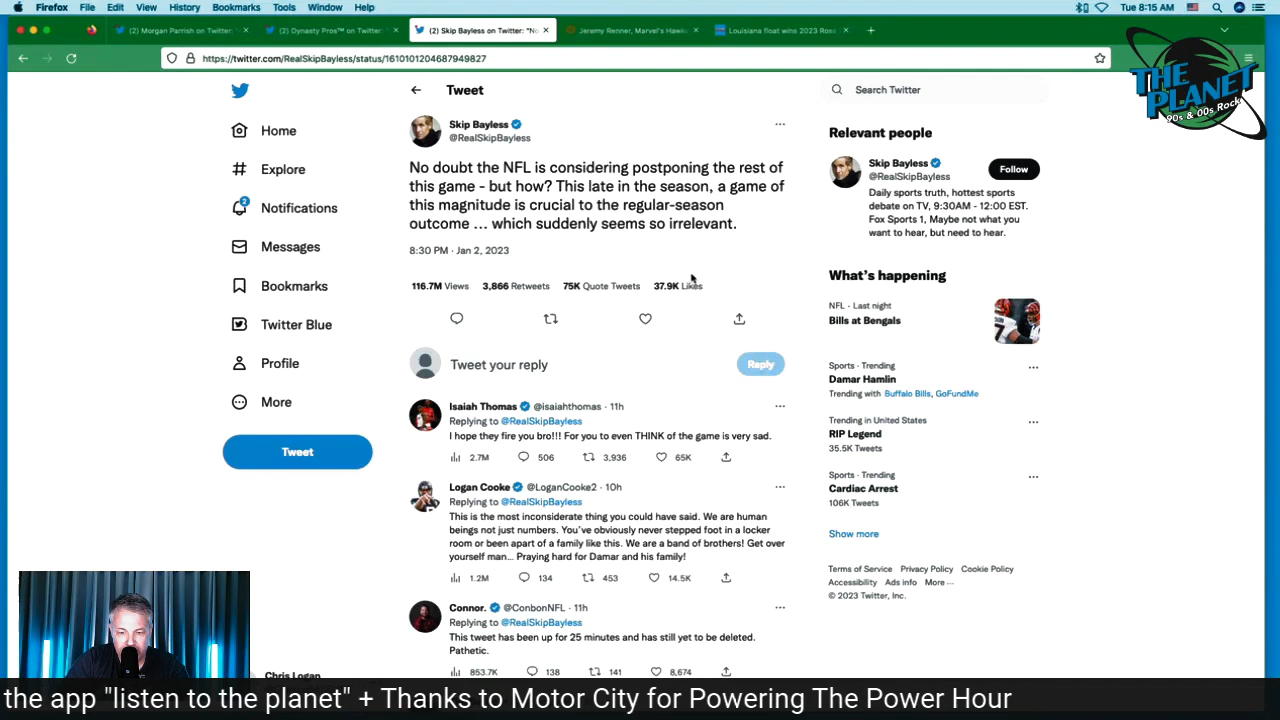 Firefox File Edit View History Bookmarks Tools Window Help
Tue 8:15 AM
(2) Morgan Parrish on Twitter:
(2) Dynasty Pros™ on Twitter:
(2) Skip Bayless on Twitter: "No
Jeremy Renner, Marvel's Hawk
Louisiana float wins 2023 Ros
https://twitter.com/RealSkipBayless/status/1610101204687949827
THE PLANET
90s & 00s Rock
Home
Explore
2
Notifications
Messages
Bookmarks
Twitter Blue
Profile
More
Tweet
Chris Logan
Tweet
Skip Bayless
@RealSkipBayless
No doubt the NFL is considering postponing the rest of
this game - but how? This late in the season, a game of
this magnitude is crucial to the regular-season
outcome ... which suddenly seems so irrelevant.
8:30 PM · Jan 2, 2023
116.7M Views 3,866 Retweets 75K Quote Tweets 37.9K Likes
Tweet your reply
Reply
Isaiah Thomas @isaiahthomas · 11h
Replying to @RealSkipBayless
I hope they fire you bro!!! For you to even THINK of the game is very sad.
2.7M 506 3,936 65K
Logan Cooke @LoganCooke2 · 10h
Replying to @RealSkipBayless
This is the most inconsiderate thing you could have said. We are human
beings not just numbers. You've obviously never stepped foot in a locker
room or been apart of a family like this. We are a band of brothers! Get over
yourself man... Praying hard for Damar and his family!
1.2M 134 453 14.5K
Connor. @ConbonNFL · 11h
Replying to @RealSkipBayless
This tweet has been up for 25 minutes and has still yet to be deleted.
Pathetic.
853.7K 138 141 8,674
Search Twitter
Relevant people
Skip Bayless
@RealSkipBayless
Follow
Daily sports truth, hottest sports
debate on TV, 9:30AM - 12:00 EST.
Fox Sports 1, Maybe not what you
want to hear, but need to hear.
What's happening
NFL · Last night
Bills at Bengals
Sports · Trending
Damar Hamlin
Trending with Buffalo Bills, GoFundMe
Trending in United States
RIP Legend
35.5K Tweets
Sports · Trending
Cardiac Arrest
106K Tweets
Show more
Terms of Service Privacy Policy Cookie Policy
Accessibility Ads info More ...
© 2023 Twitter, Inc.
the app "listen to the planet" + Thanks to Motor City for Powering The Power Hour